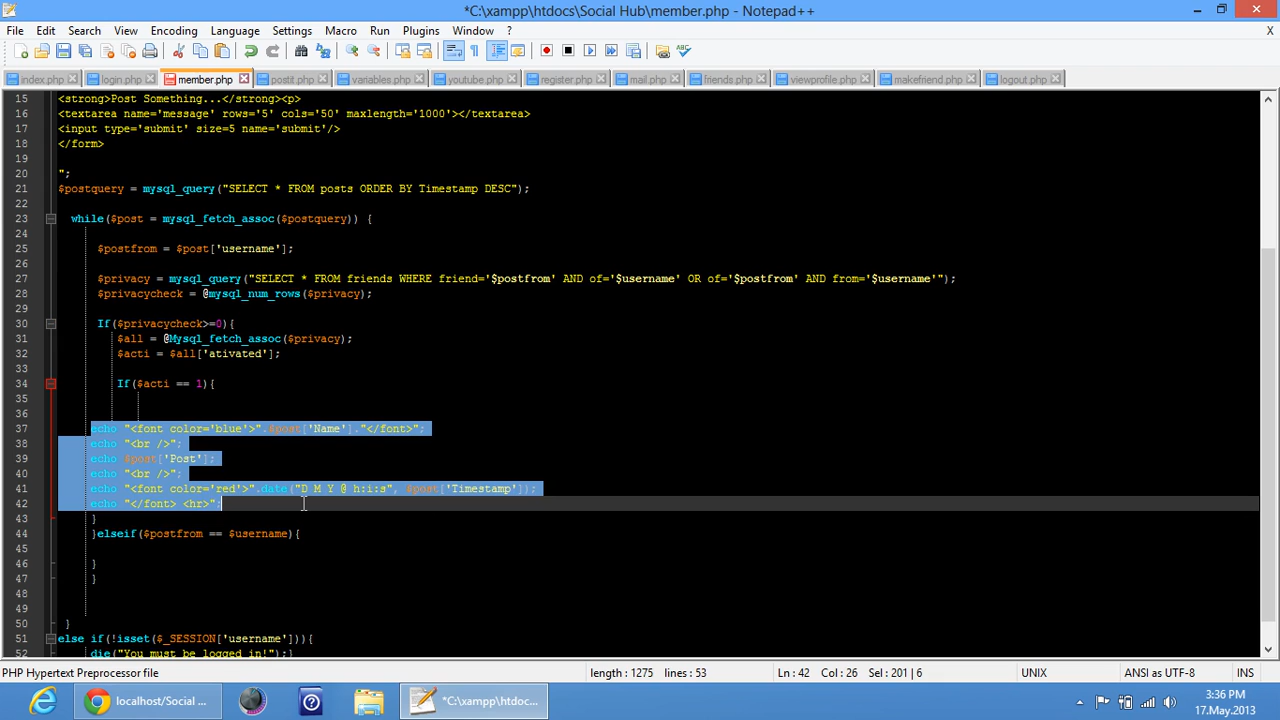 *C:\xampp\htdocs\Social Hub\member.php - Notepad++
File Edit Search View Encoding Language Settings Macro Run Plugins Window ? X
index.php login.php member.php postit.php variables.php youtube.php register.php mail.php friends.php viewprofile.php makefriend.php logout.php
15 <strong>Post Something...</strong><p>
16 <textarea name='message' rows='5' cols='50' maxlength='1000'></textarea>
17 <input type='submit' size=5 name='submit'/>
18 </form>
19
20 ";
21 $postquery = mysql_query("SELECT * FROM posts ORDER BY Timestamp DESC");
22
23 while($post = mysql_fetch_assoc($postquery)) {
24
25 $postfrom = $post['username'];
26
27 $privacy = mysql_query("SELECT * FROM friends WHERE friend='$postfrom' AND of='$username' OR of='$postfrom' AND from='$username'");
28 $privacycheck = @mysql_num_rows($privacy);
29
30 If($privacycheck>=0){
31 $all = @Mysql_fetch_assoc($privacy);
32 $acti = $all['ativated'];
33
34 If($acti == 1){
35
36
37 echo "<font color='blue'>".$post['Name']."</font>";
38 echo "<br />";
39 echo $post['Post'];
40 echo "<br />";
41 echo "<font color='red'>".date("D M Y @ h:i:s", $post['Timestamp']);
42 echo "</font> <hr>";
43 }
44 }elseif($postfrom == $username){
45
46 }
47 }
48
49
50 }
51 else if(!isset($_SESSION['username'])){
52 die("You must be logged in!");}
PHP Hypertext Preprocessor file length : 1275 lines : 53 Ln : 42 Col : 26 Sel : 201 | 6 UNIX ANSI as UTF-8 INS
localhost/Social ... *C:\xampp\htdoc... 3:36 PM
17.May.2013